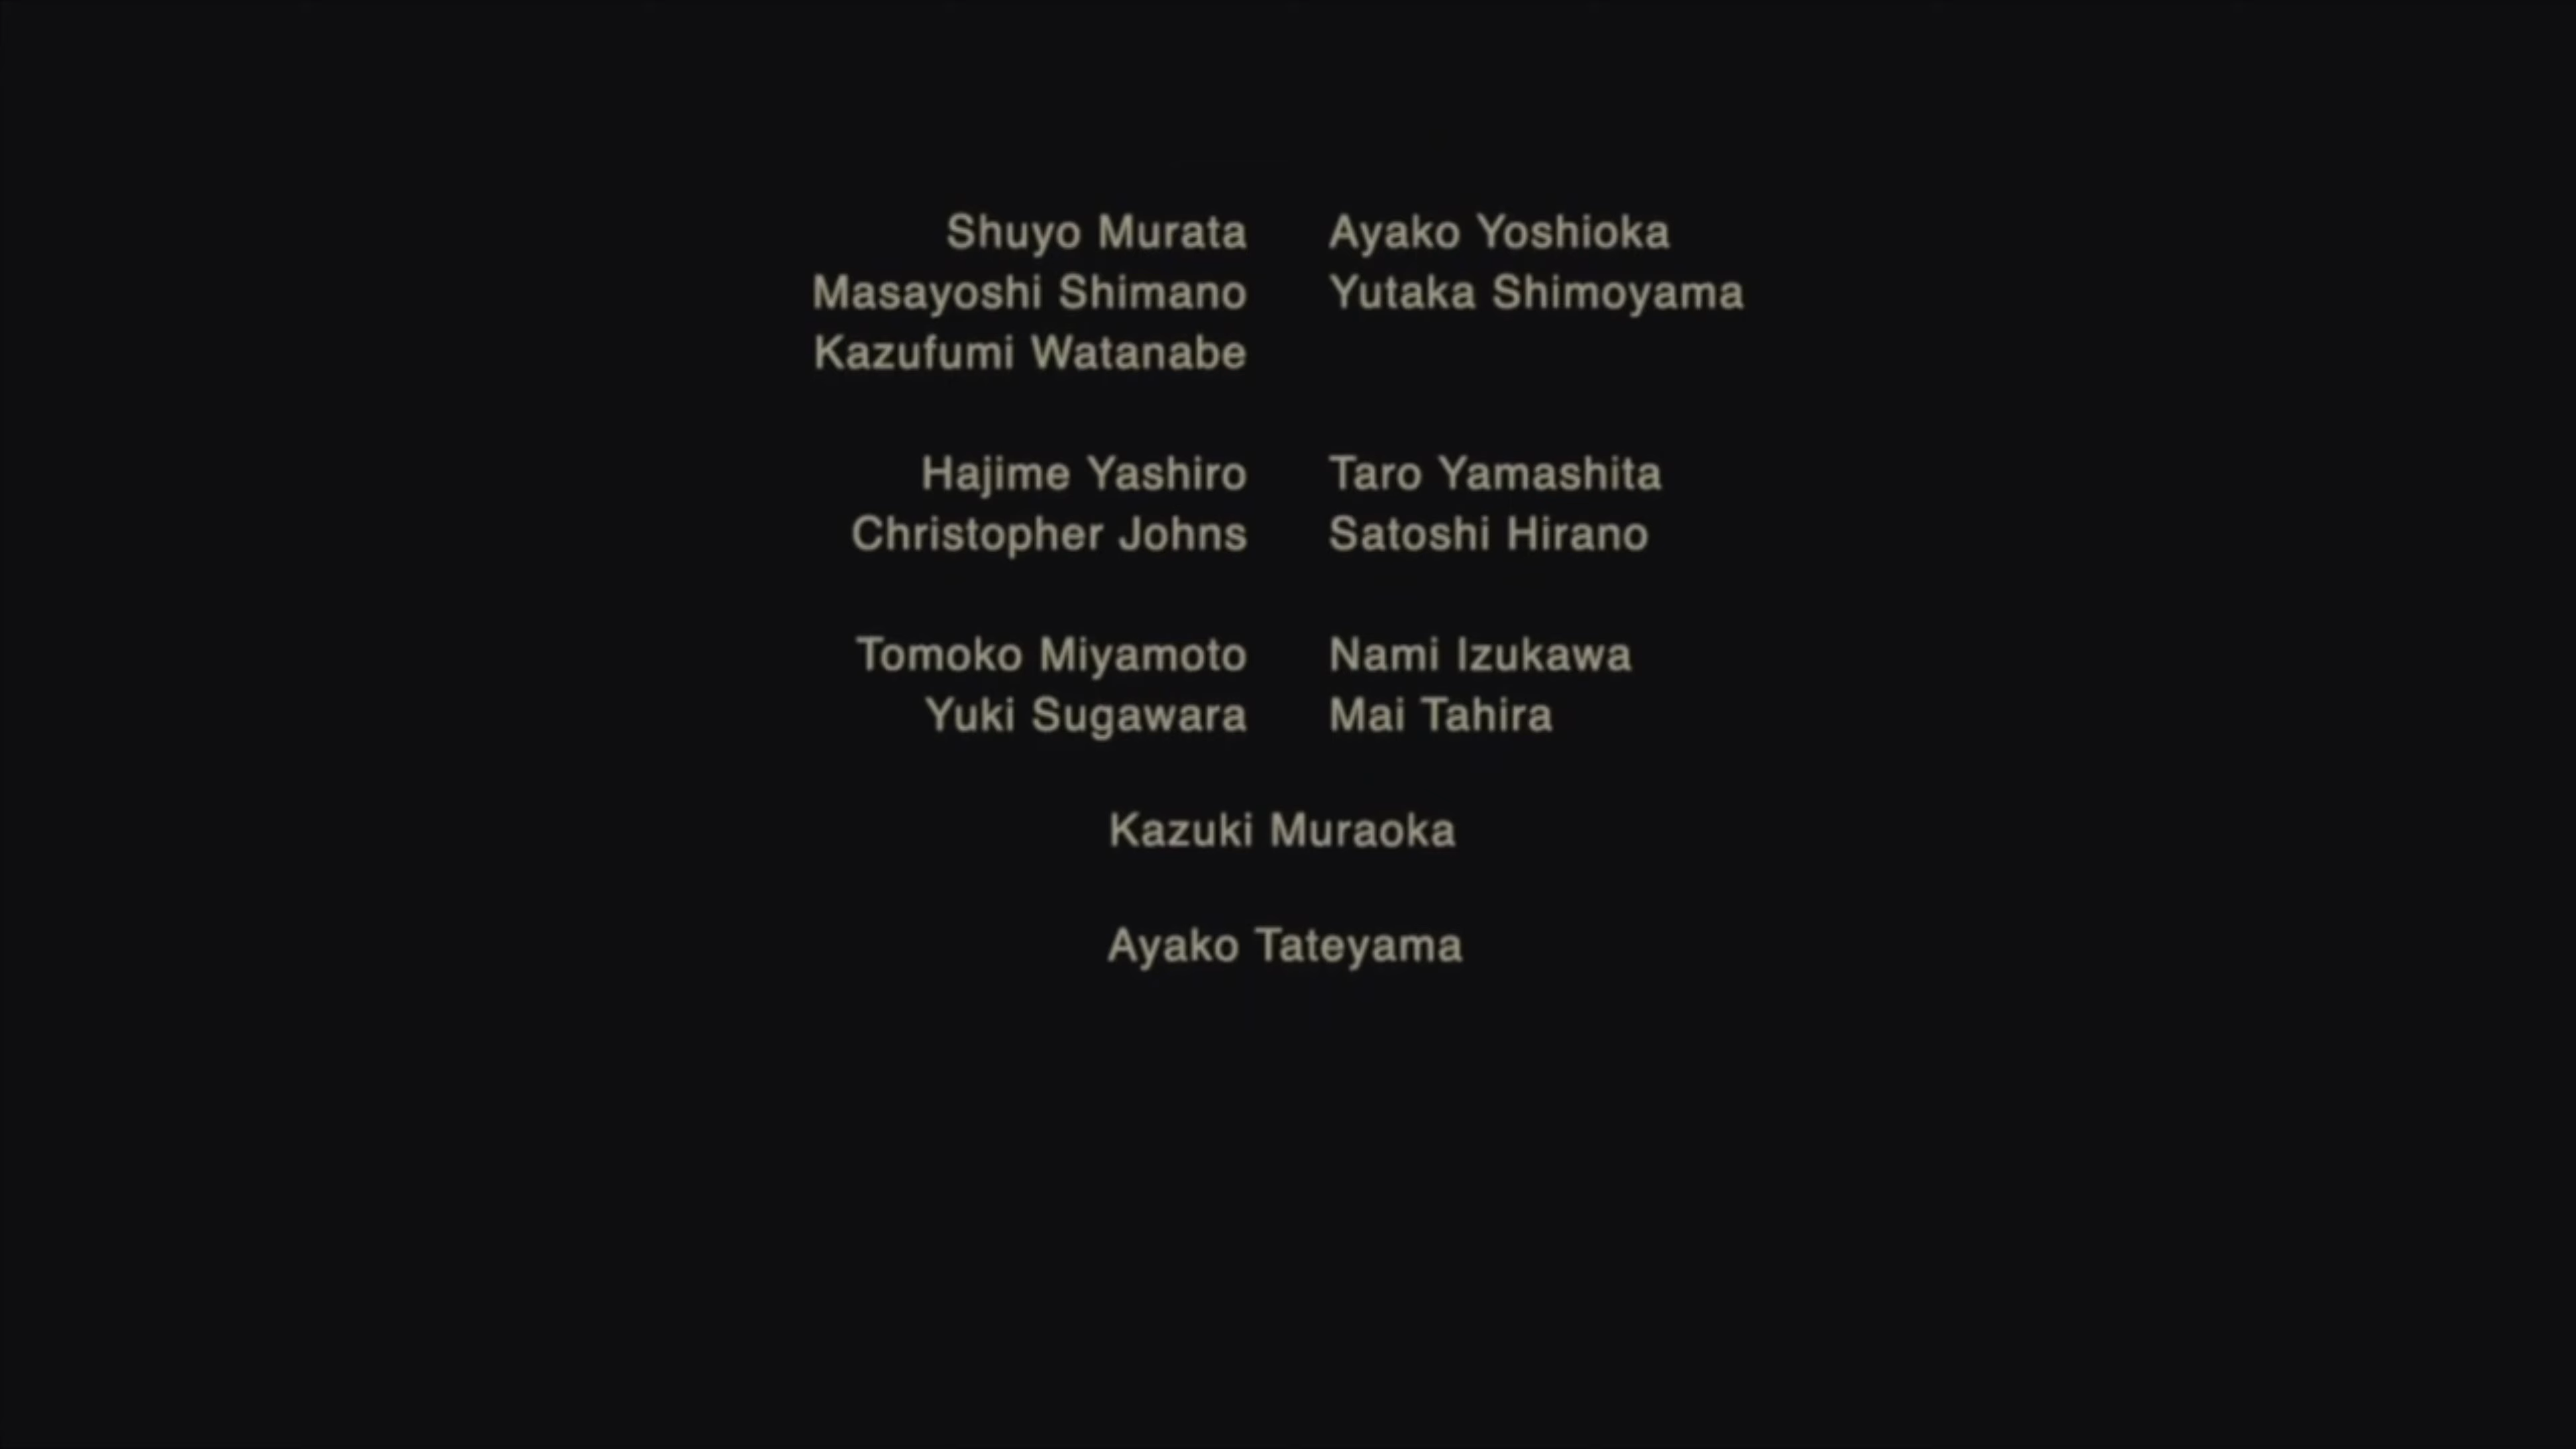 Shuyo Murata Ayako Yoshioka
Masayoshi Shimano Yutaka Shimoyama
Kazufumi Watanabe
Hajime Yashiro Taro Yamashita
Christopher Johns Satoshi Hirano
Tomoko Miyamoto Nami Izukawa
Yuki Sugawara Mai Tahira
Kazuki Muraoka
Ayako Tateyama